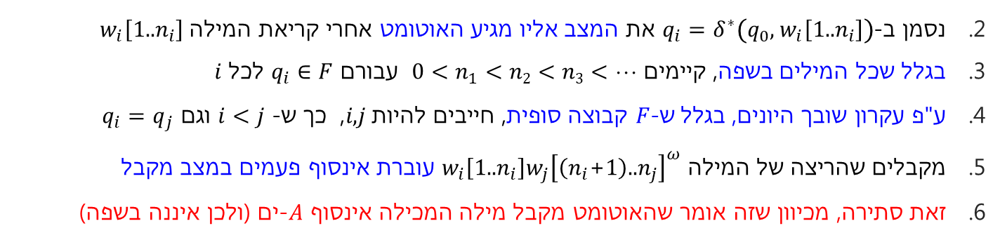 2. נסמן ב-$q_i = \delta^*(q_0, w_i[1..n_i])$ את המצב אליו מגיע האוטומט אחרי קריאת המילה $w_i[1..n_i]$
3. בגלל שכל המילים בשפה, קיימים $0 < n_1 < n_2 < n_3 < \cdots$ עבורם $q_i \in F$ לכל $i$
4. ע"פ עקרון שובך היונים, בגלל ש-$F$ קבוצה סופית, חייבים להיות $i,j$, כך ש- $i < j$ וגם $q_i = q_j$
5. מקבלים שהריצה של המילה $w_i[1..n_i]w_j[(n_i+1)..n_j]^\omega$ עוברת אינסוף פעמים במצב מקבל
6. זאת סתירה, מכיוון שזה אומר שהאוטומט מקבל מילה המכילה אינסוף $A$-ים (ולכן איננה בשפה)